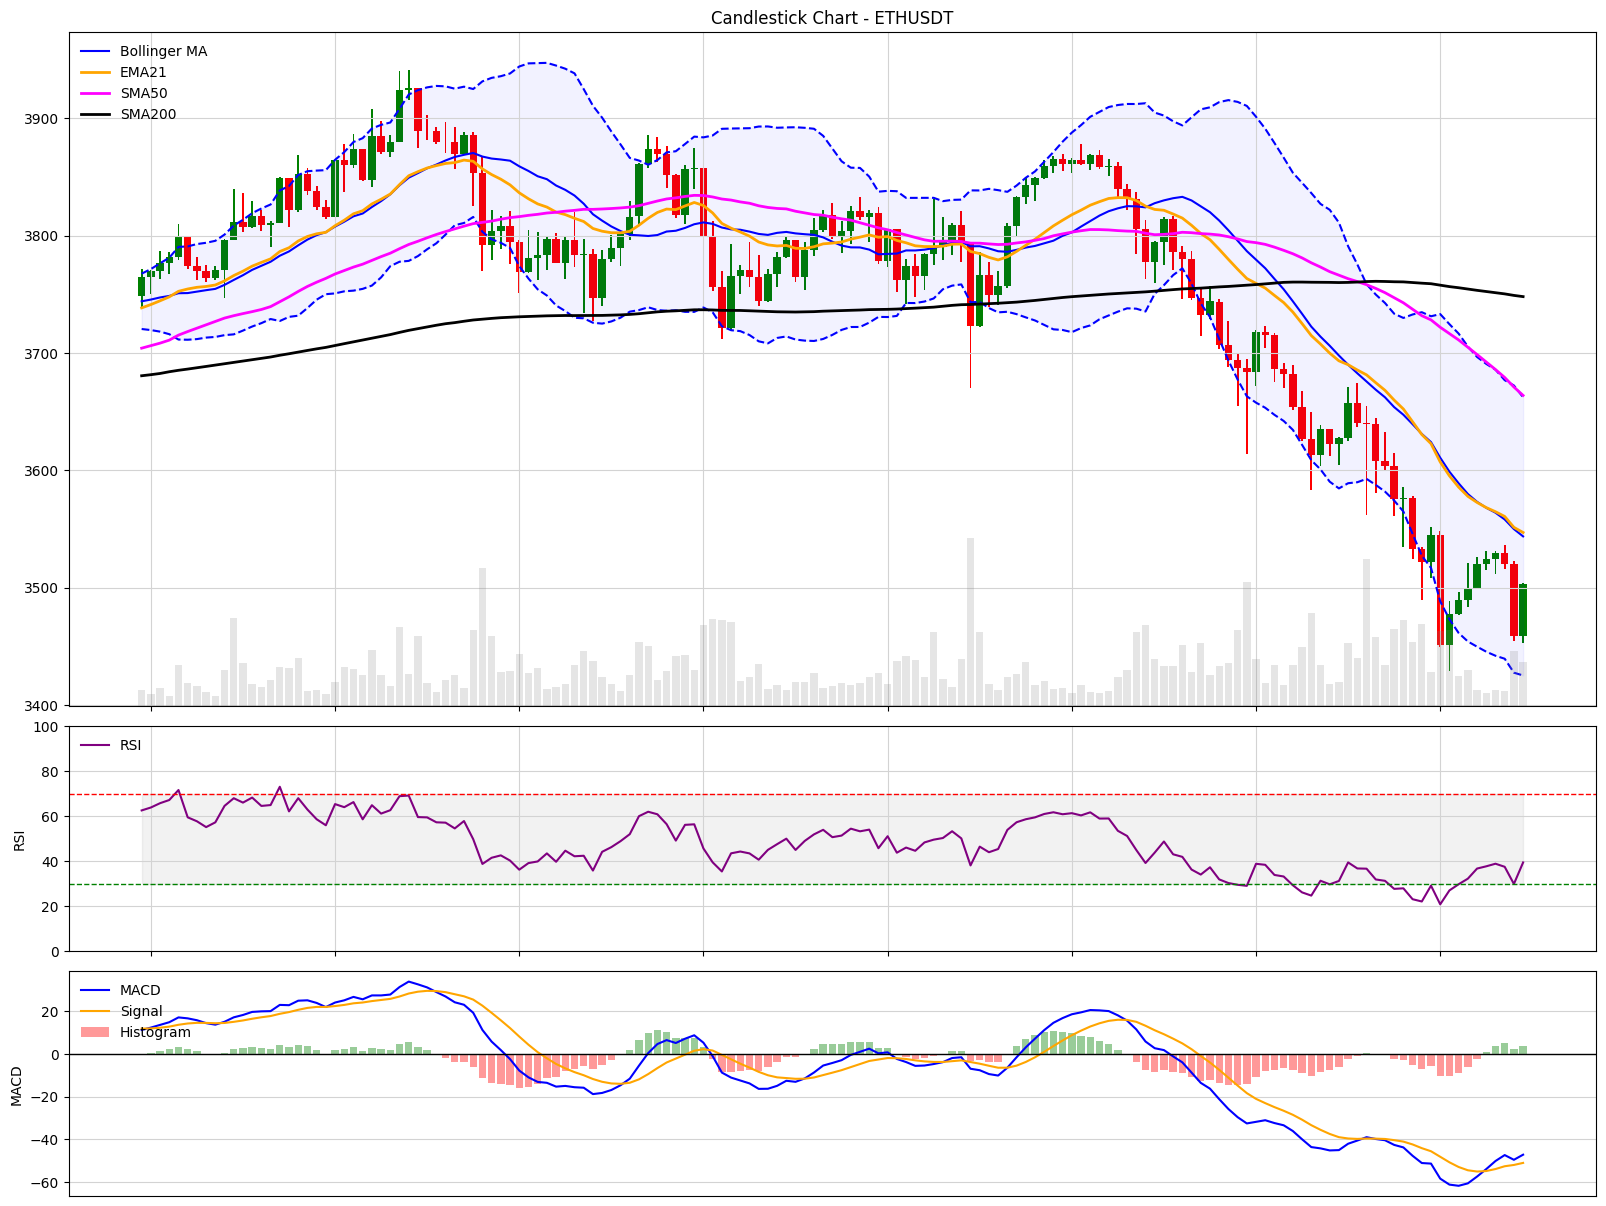 Candlestick Chart - ETHUSDT
Bollinger MA
EMA21
SMA50
SMA200
3900
3800
3700
3600
3500
3400
100
80
60
40
20
0
RSI
RSI
20
0
−20
−40
−60
MACD
MACD
Signal
Histogram